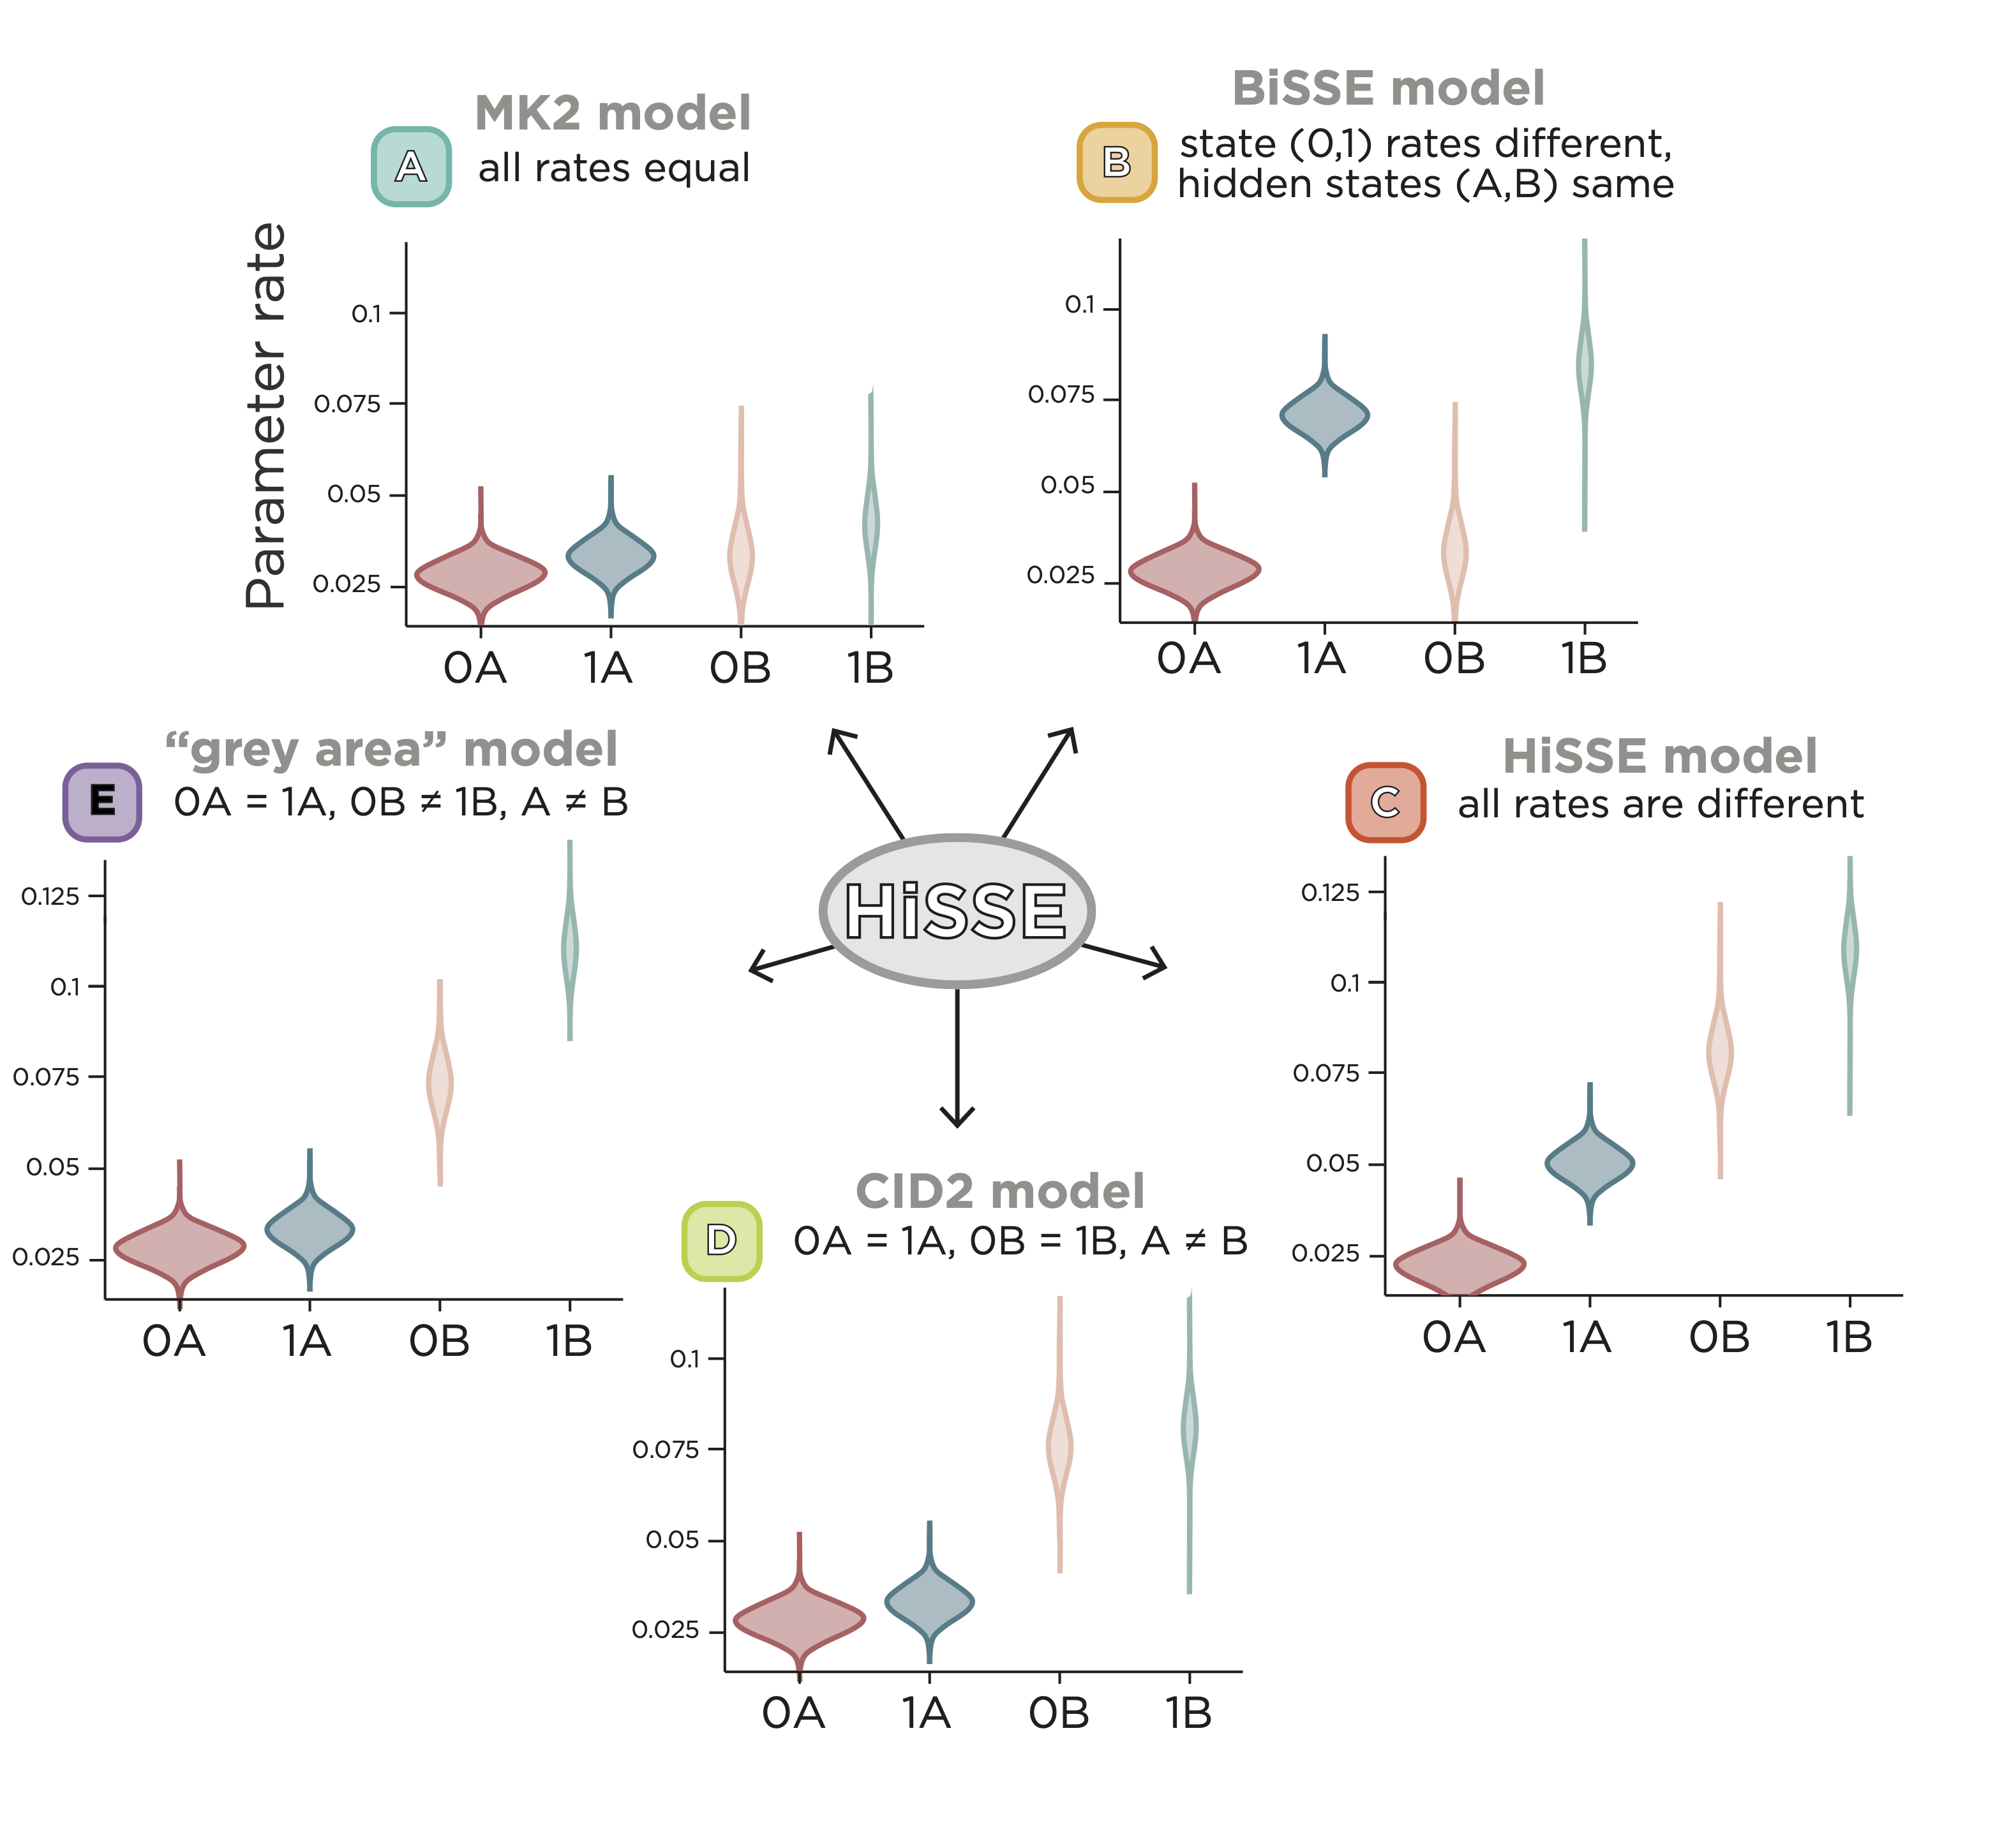 MK2 model
A
all rates equal
Parameter rate
0.1
0.075
0.05
0.025
0A 1A 0B 1B
BiSSE model
B
state (0,1) rates different,
hidden states (A,B) same
0.1
0.075
0.05
0.025
0A 1A 0B 1B
"grey area" model
E
0A = 1A, 0B ≠ 1B, A ≠ B
0.125
0.1
0.075
0.05
0.025
0A 1A 0B 1B
HiSSE
HiSSE model
C
all rates are different
0.125
0.1
0.075
0.05
0.025
0A 1A 0B 1B
CID2 model
D
0A = 1A, 0B = 1B, A ≠ B
0.1
0.075
0.05
0.025
0A 1A 0B 1B